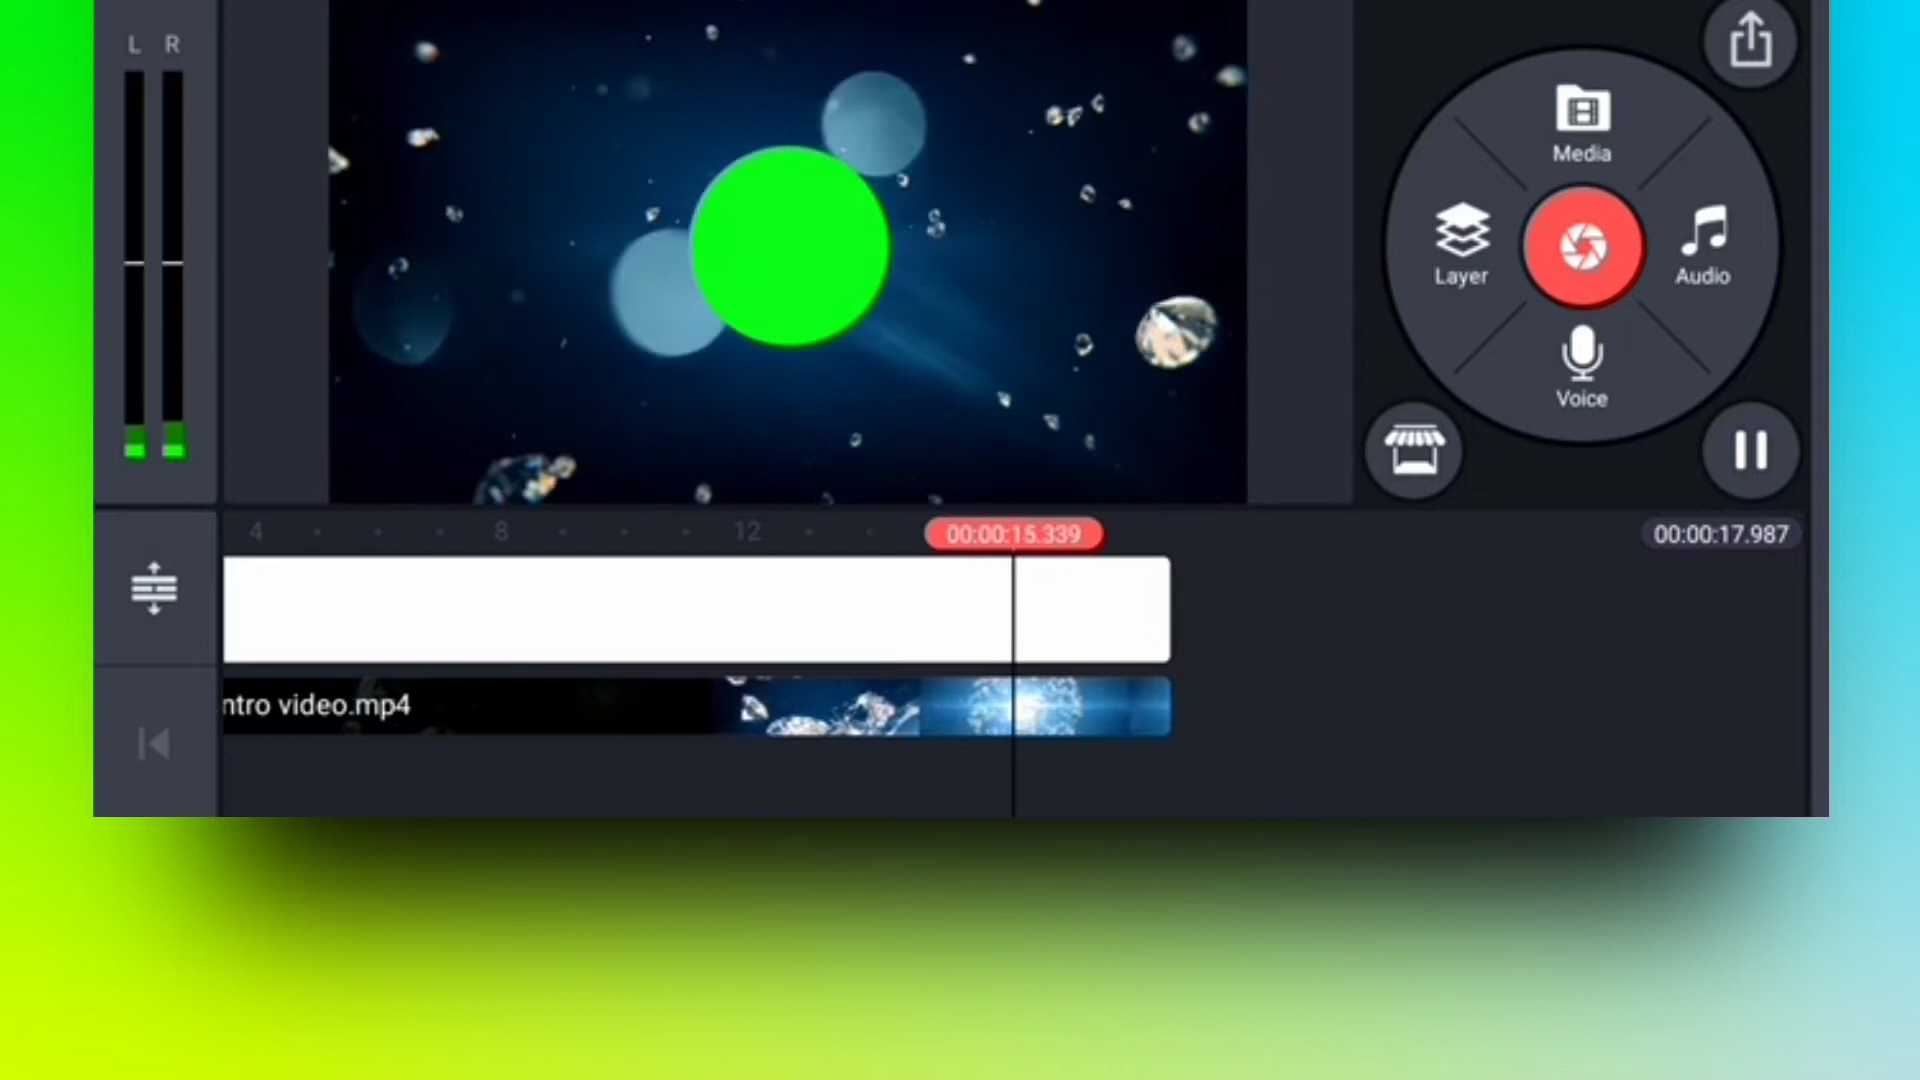 L R
Media
Layer
Audio
Voice
4 8 12
00:00:15.339
00:00:17.987
ntro video.mp4